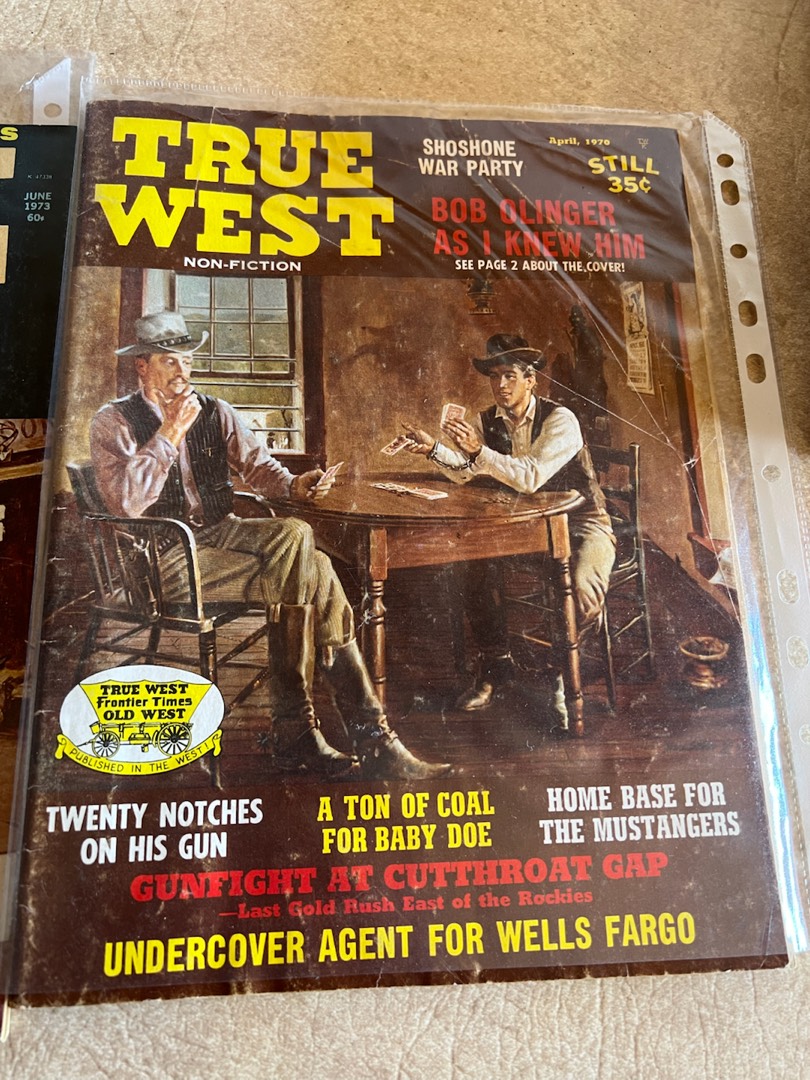 S
K 47338
JUNE
1973
60¢
TRUE
WEST
NON-FICTION
SHOSHONE
WAR PARTY
April, 1970
STILL
35¢
BOB OLINGER
AS I KNEW HIM
SEE PAGE 2 ABOUT THE COVER!
TRUE WEST
Frontier Times
OLD WEST
PUBLISHED IN THE WEST!
TWENTY NOTCHES
ON HIS GUN
A TON OF COAL
FOR BABY DOE
HOME BASE FOR
THE MUSTANGERS
GUNFIGHT AT CUTTHROAT GAP
—Last Gold Rush East of the Rockies
UNDERCOVER AGENT FOR WELLS FARGO